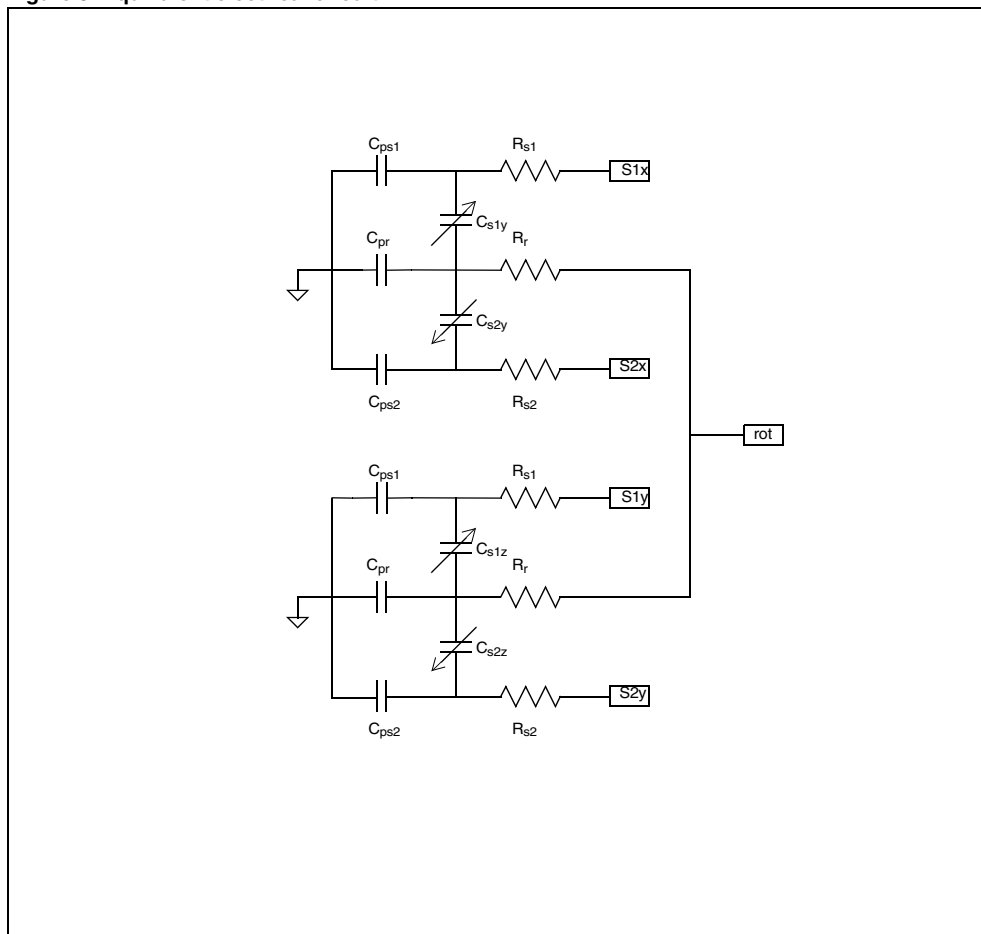 Cps1
Rs1
S1x
Cs1y
Cpr
Rr
Cs2y
S2x
Cps2
Rs2
rot
Cps1
Rs1
S1y
Cs1z
Cpr
Rr
Cs2z
S2y
Cps2
Rs2